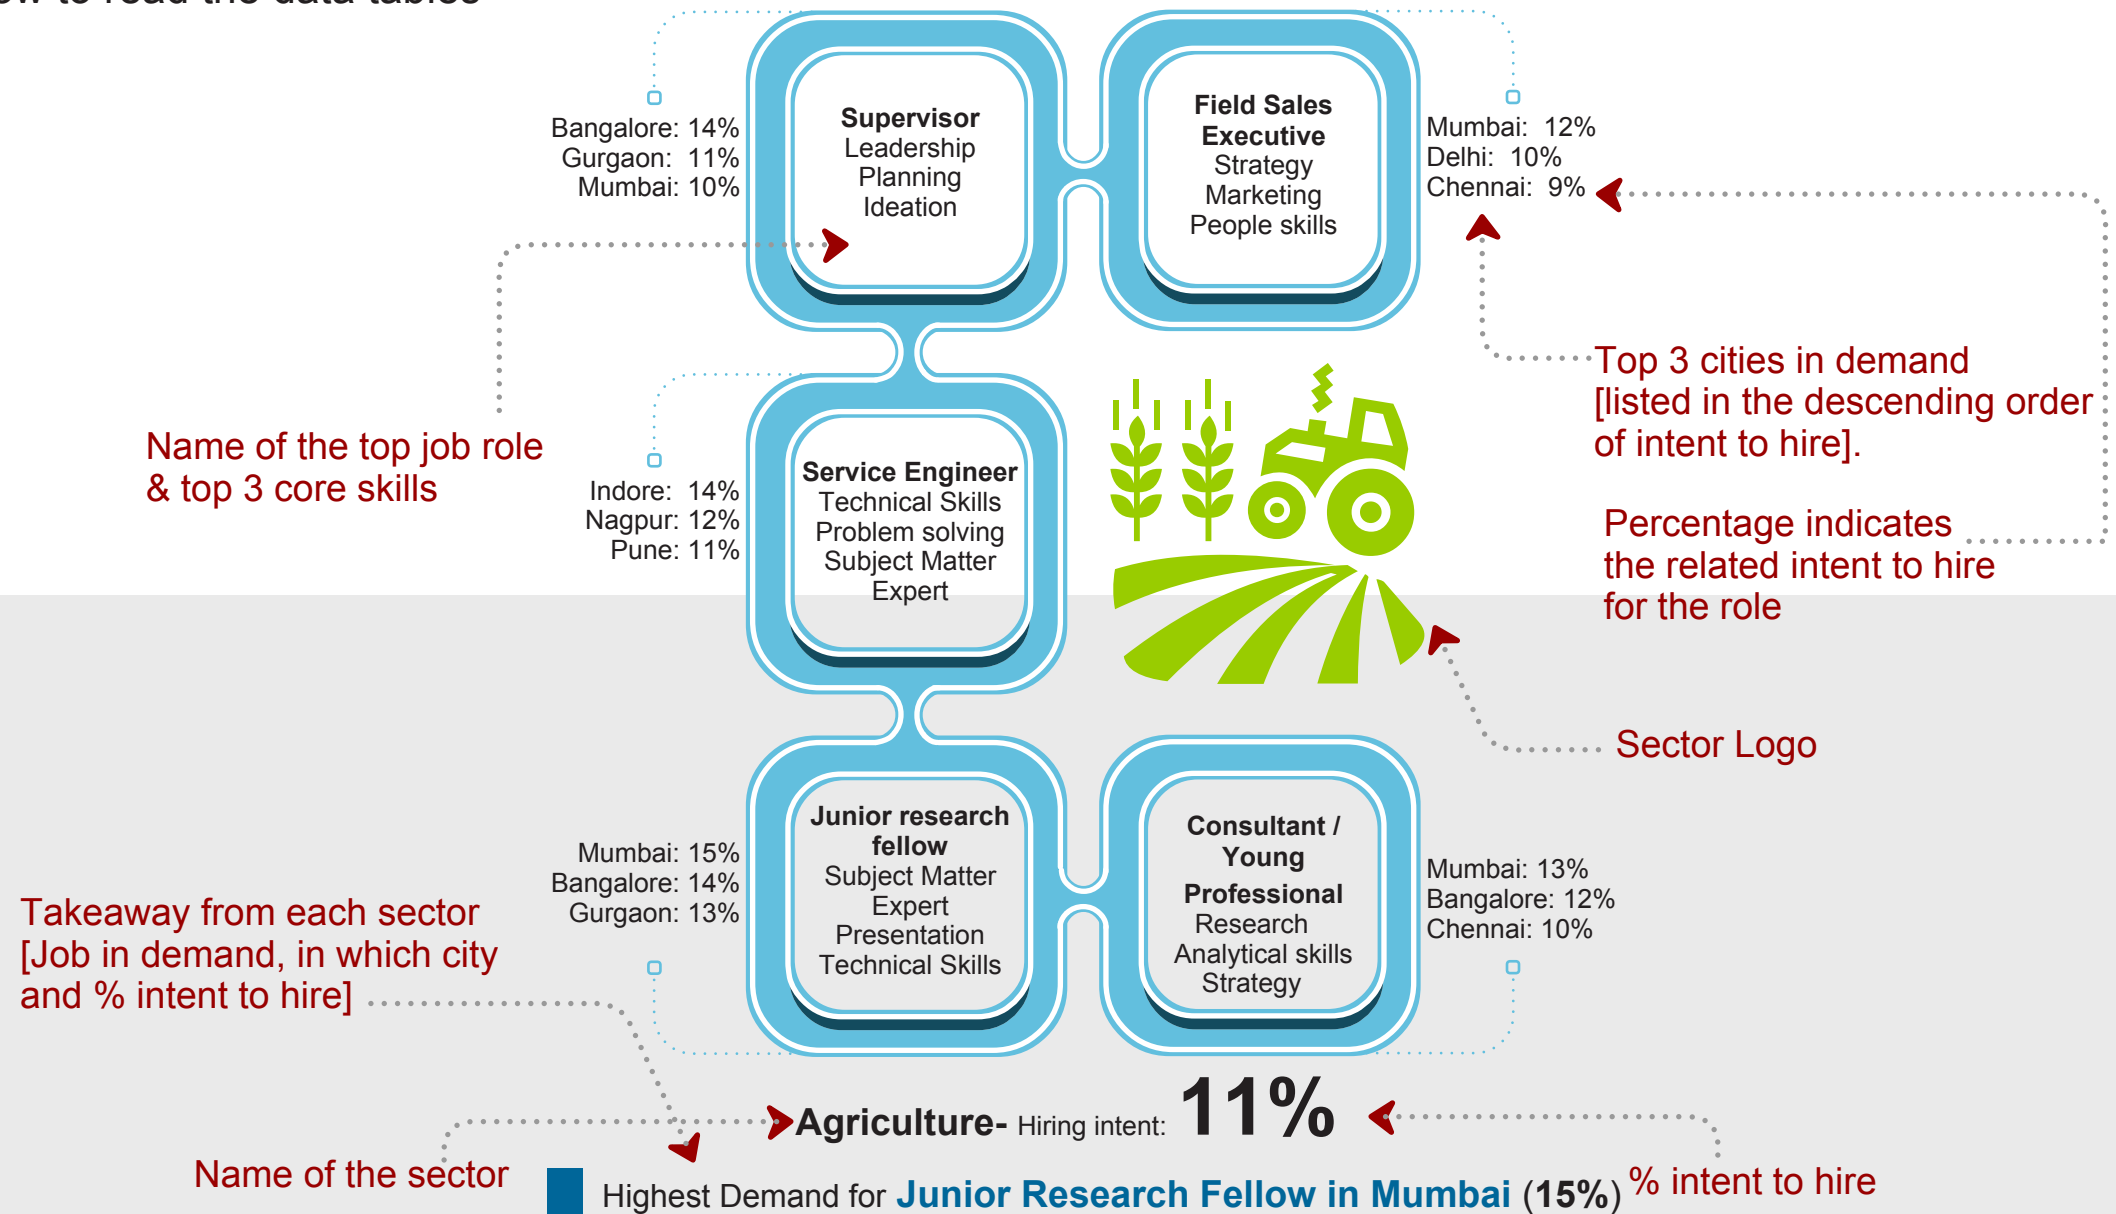 to read the data tables
Supervisor
Leadership
Planning
Ideation
Bangalore: 14%
Gurgaon: 11%
Mumbai: 10%
Field Sales
Executive
Strategy
Marketing
People skills
Mumbai: 12%
Delhi: 10%
Chennai: 9%
Name of the top job role
& top 3 core skills
Top 3 cities in demand
[listed in the descending order
of intent to hire].
Percentage indicates
the related intent to hire
for the role
Service Engineer
Technical Skills
Problem solving
Subject Matter
Expert
Indore: 14%
Nagpur: 12%
Pune: 11%
Sector Logo
Junior research
fellow
Subject Matter
Expert
Presentation
Technical Skills
Mumbai: 15%
Bangalore: 14%
Gurgaon: 13%
Consultant /
Young
Professional
Research
Analytical skills
Strategy
Mumbai: 13%
Bangalore: 12%
Chennai: 10%
Takeaway from each sector
[Job in demand, in which city
and % intent to hire]
Agriculture- Hiring intent: 11%
Name of the sector
Highest Demand for Junior Research Fellow in Mumbai (15%)
% intent to hire